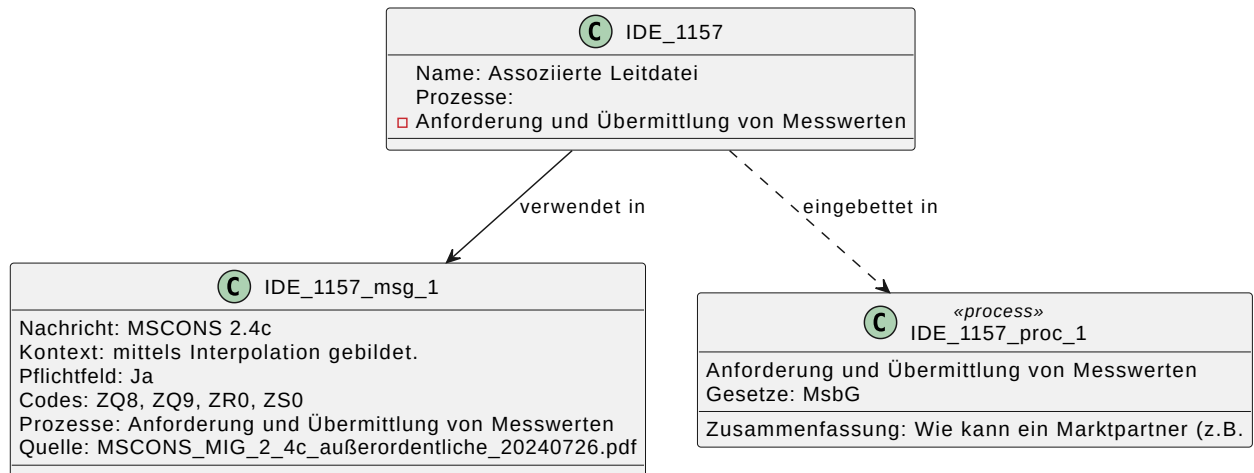 C IDE_1157
Name: Assoziierte Leitdatei
Prozesse:
Anforderung und Übermittlung von Messwerten
verwendet in
eingebettet in
C IDE_1157_msg_1
Nachricht: MSCONS 2.4c
Kontext: mittels Interpolation gebildet.
Pflichtfeld: Ja
Codes: ZQ8, ZQ9, ZR0, ZS0
Prozesse: Anforderung und Übermittlung von Messwerten
Quelle: MSCONS_MIG_2_4c_außerordentliche_20240726.pdf
C «process»
IDE_1157_proc_1
Anforderung und Übermittlung von Messwerten
Gesetze: MsbG
Zusammenfassung: Wie kann ein Marktpartner (z.B.